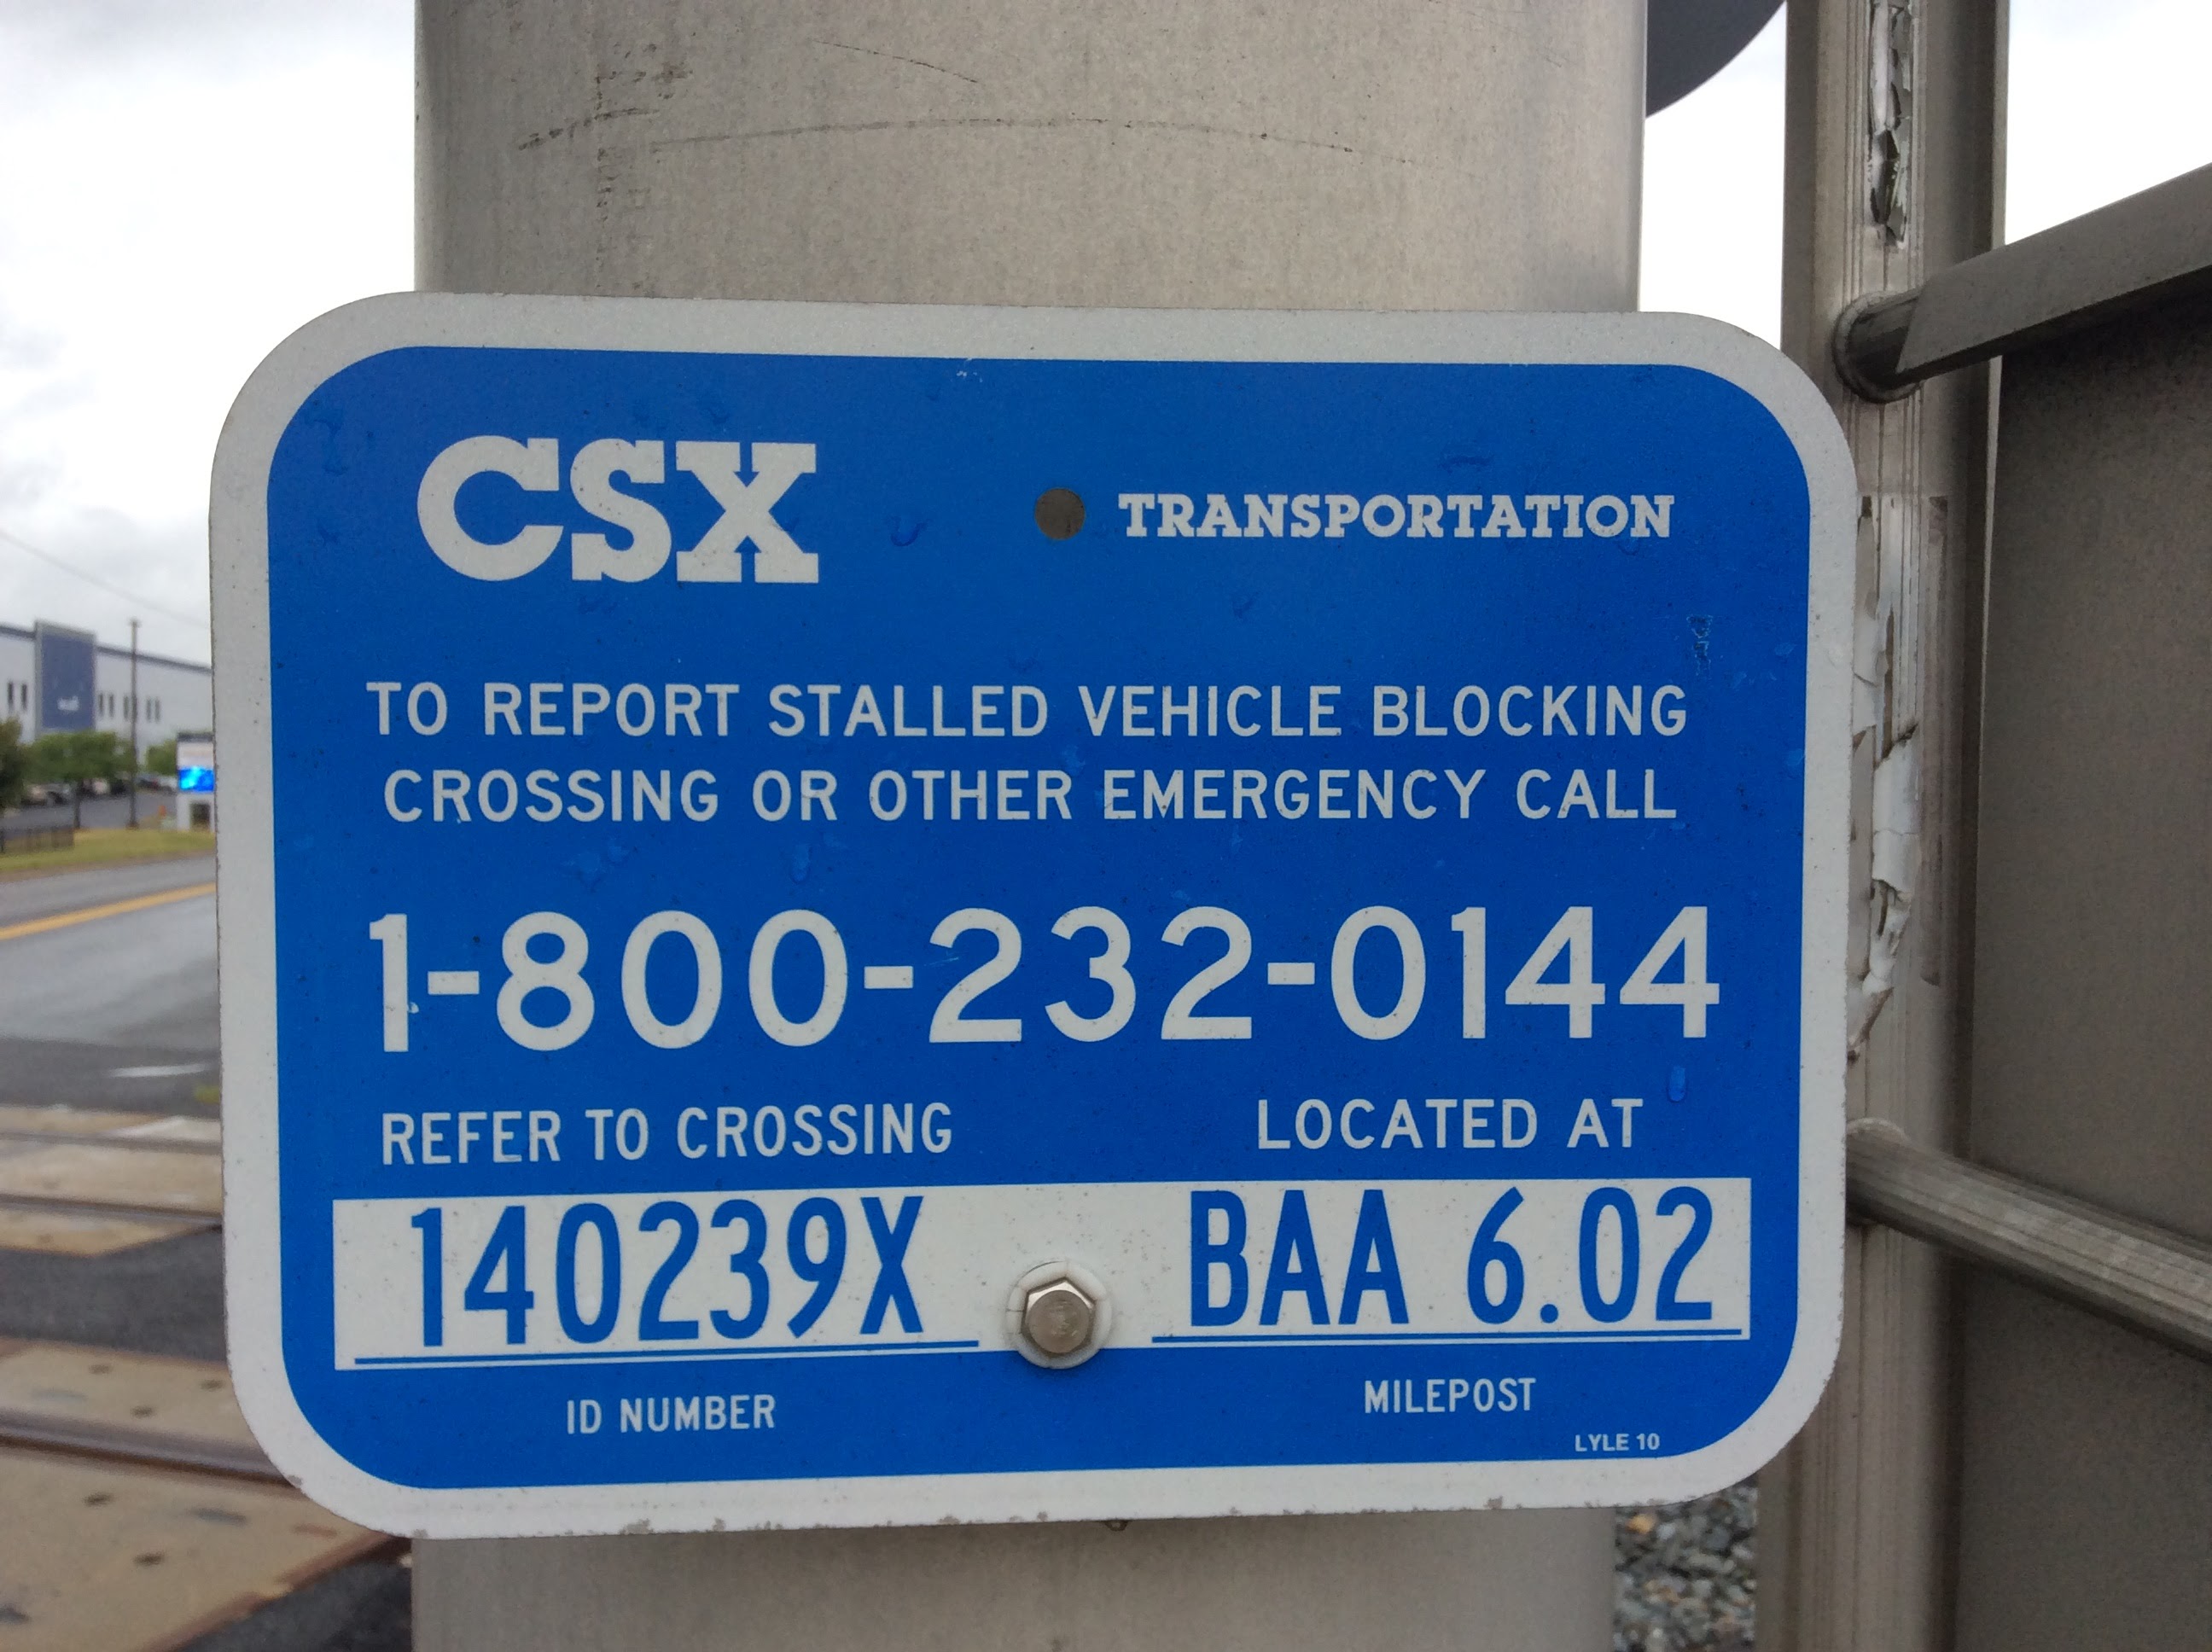 CSX TRANSPORTATION
TO REPORT STALLED VEHICLE BLOCKING
CROSSING OR OTHER EMERGENCY CALL
1-800-232-0144
REFER TO CROSSING LOCATED AT
140239X BAA 6.02
ID NUMBER MILEPOST
LYLE 10